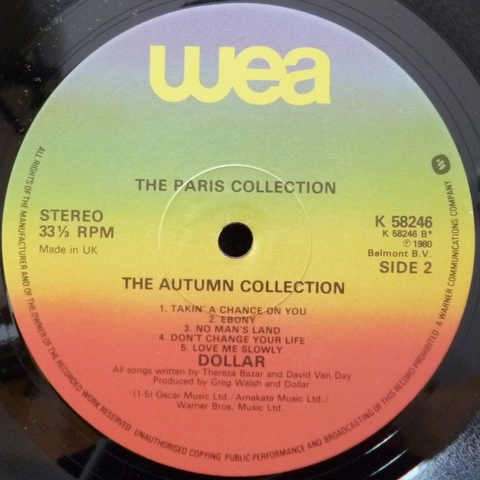 wea
THE PARIS COLLECTION
STEREO
33⅓ RPM
Made in UK
K 58246
K 58246 B*
℗ 1980
Belmont B.V.
SIDE 2
THE AUTUMN COLLECTION
1. TAKIN' A CHANCE ON YOU
2. EBONY
3. NO MAN'S LAND
4. DON'T CHANGE YOUR LIFE
5. LOVE ME SLOWLY
DOLLAR
All songs written by Thereza Bazar and David Van Day
Produced by Greg Walsh and Dollar
(1-5) Oscar Music Ltd./Amakata Music Ltd./
Warner Bros. Music Ltd.
ALL RIGHTS OF THE MANUFACTURER AND OF THE OWNER OF THE RECORDED WORK RESERVED UNAUTHORISED COPYING PUBLIC PERFORMANCE AND BROADCASTING OF THIS RECORD PROHIBITED A WARNER COMMUNICATIONS COMPANY